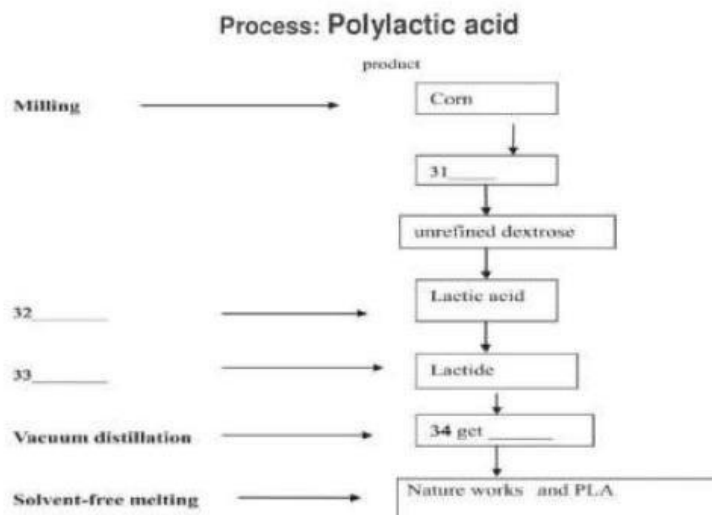 Process: Polylactic acid
product
Milling
Corn
31_____
unrefined dextrose
Lactic acid
32________
33________
Lactide
34 get _______
Vacuum distillation
Nature works and PLA
Solvent-free melting